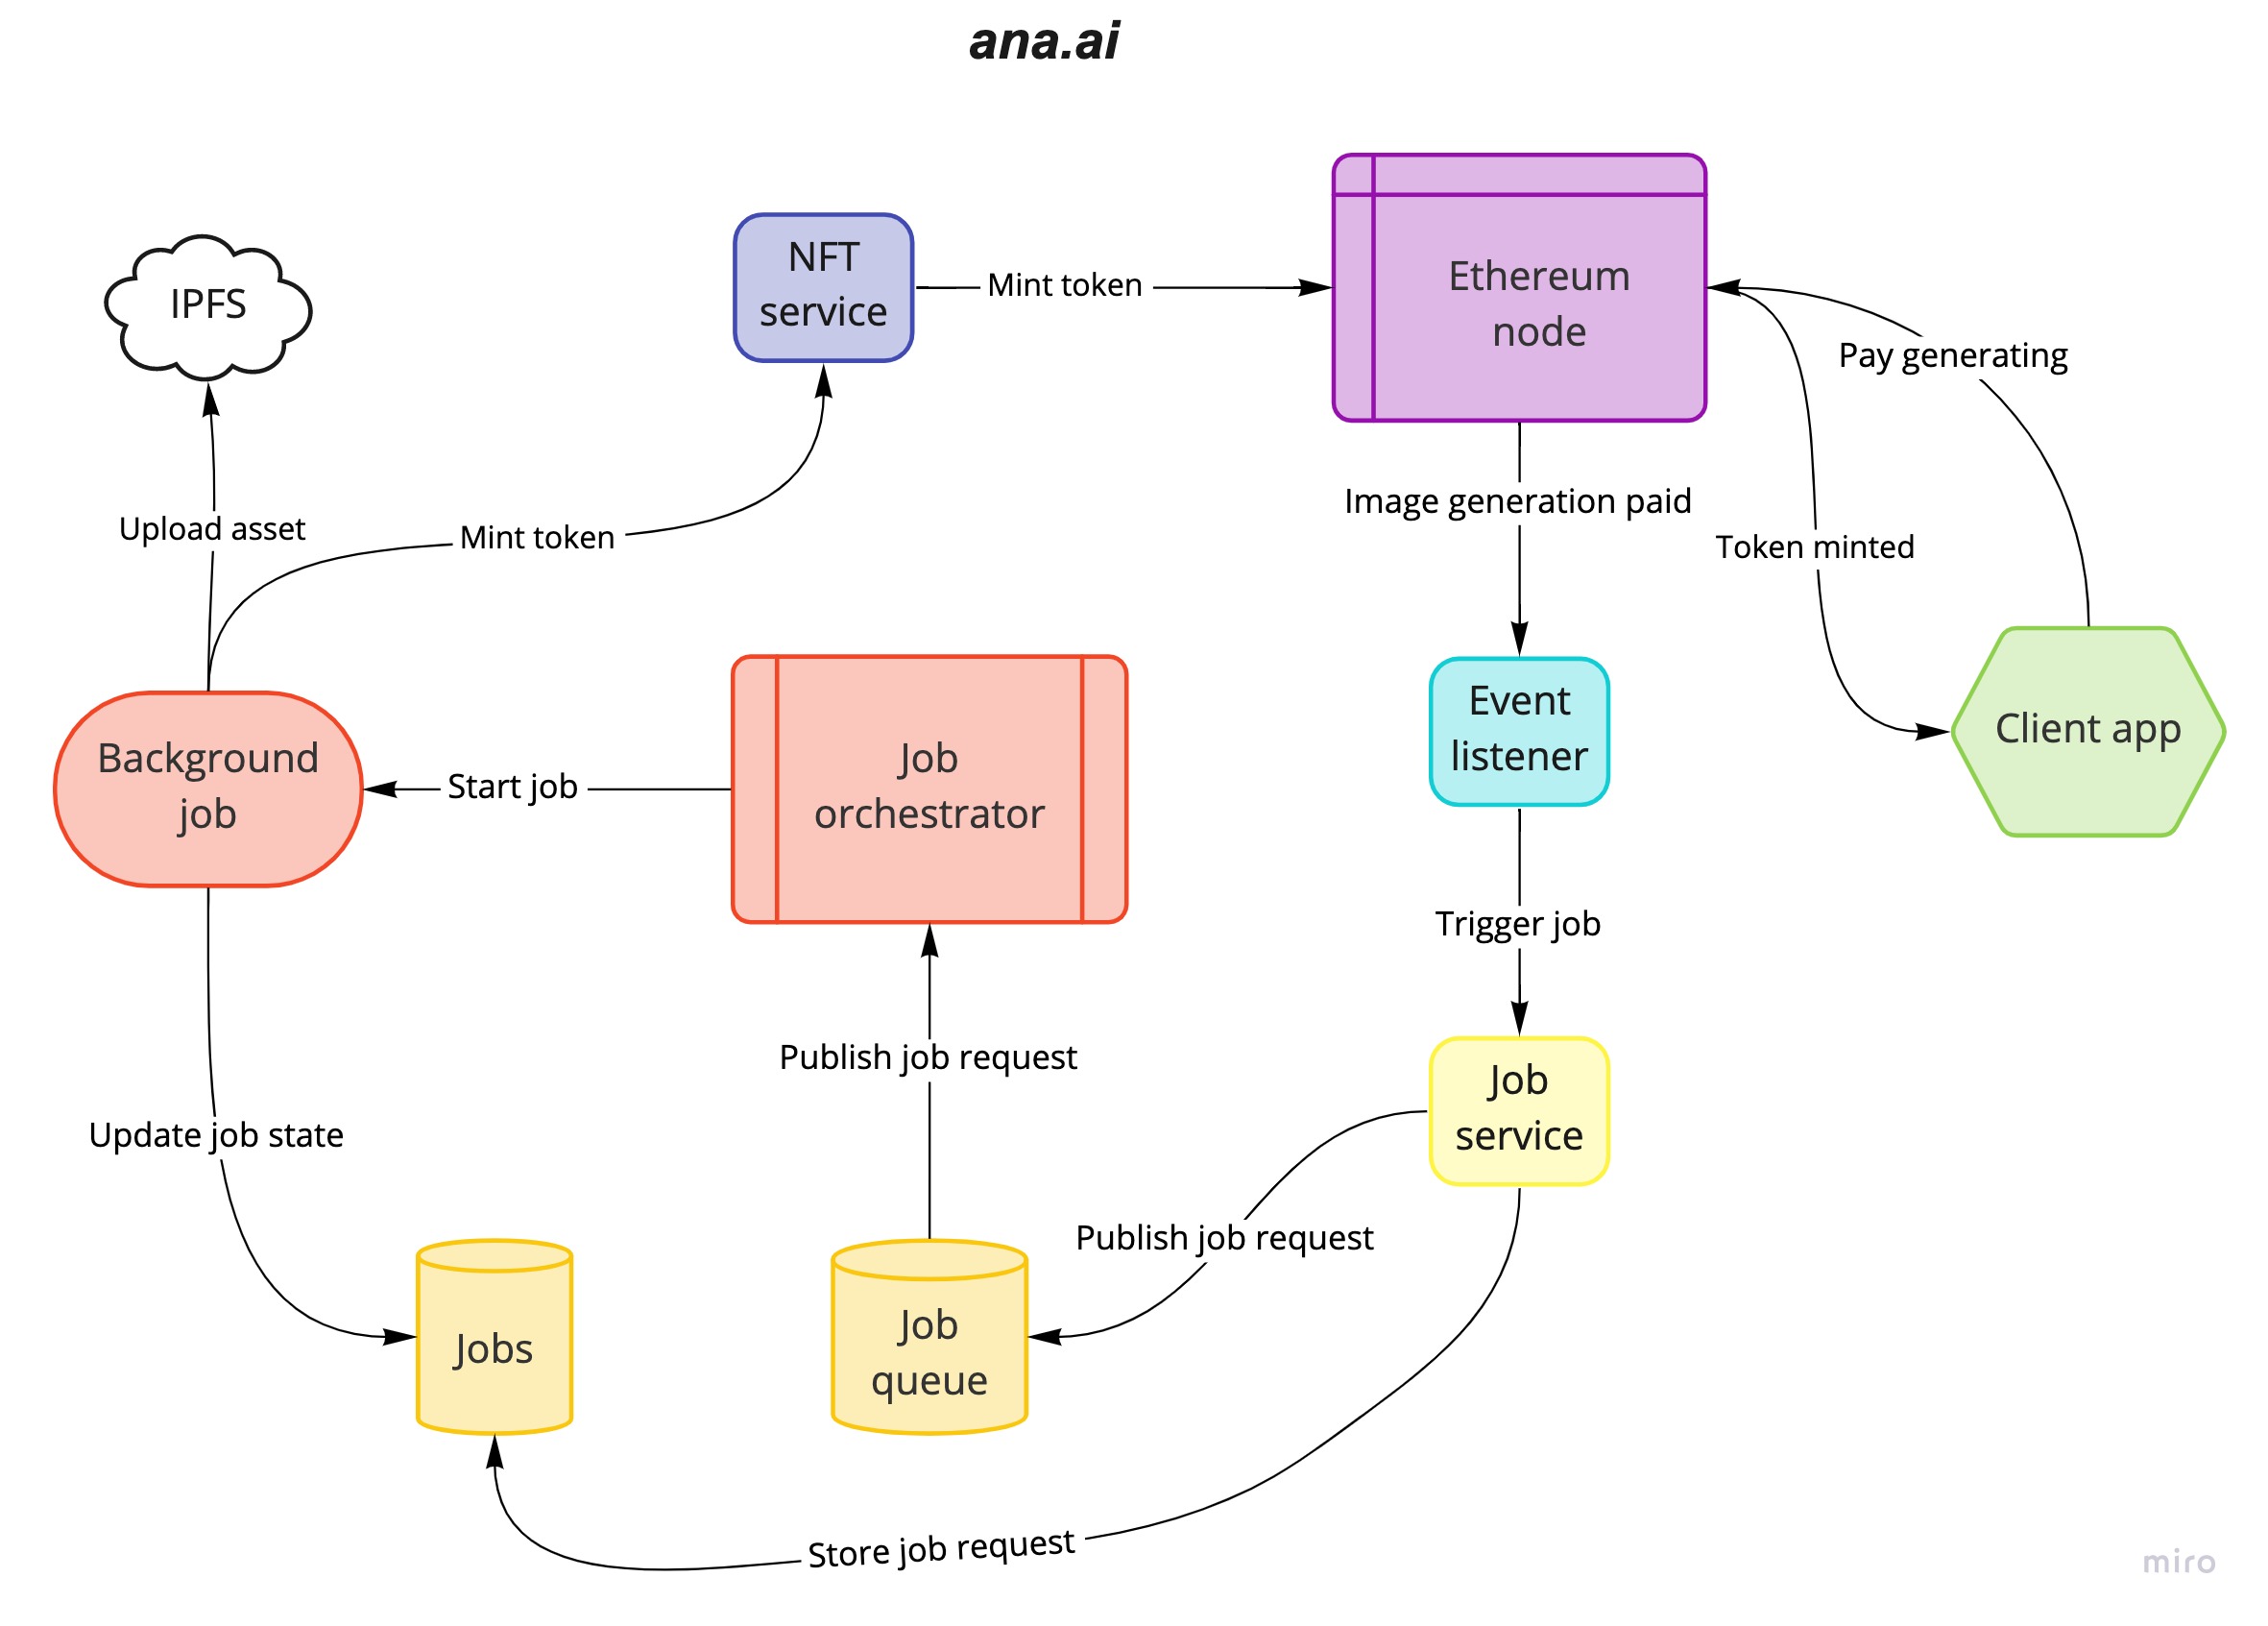 ana.ai
IPFS
NFT
service
Mint token
Ethereum
node
Pay generating
Upload asset
Mint token
Image generation paid
Token minted
Background
job
Start job
Job
orchestrator
Event
listener
Client app
Trigger job
Publish job request
Job
service
Update job state
Publish job request
Jobs
Job
queue
Store job request
miro